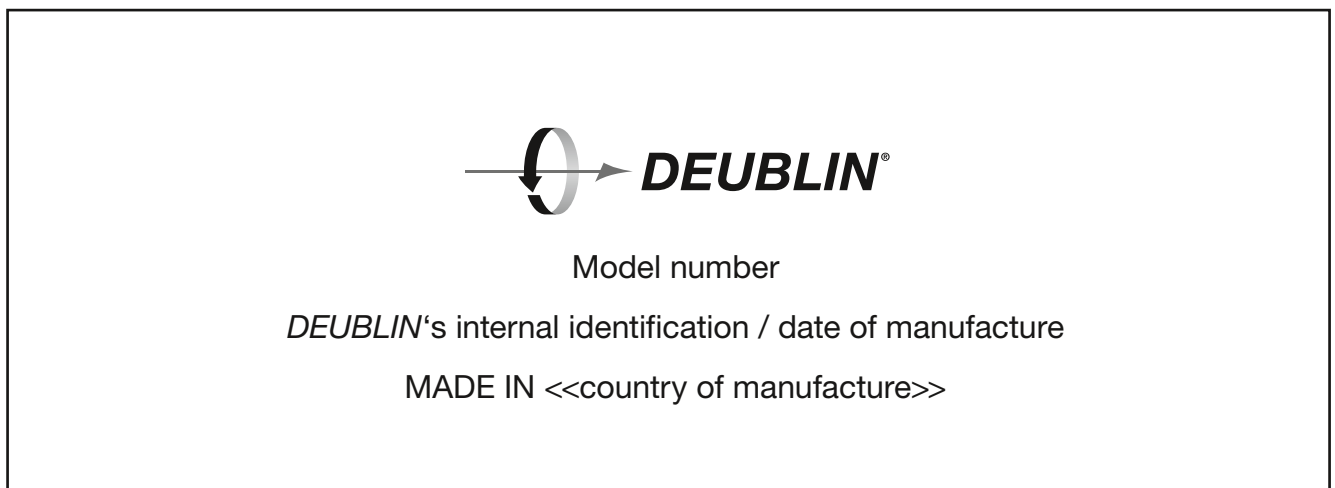 DEUBLIN®
Model number
DEUBLIN‘s internal identification / date of manufacture
MADE IN <<country of manufacture>>